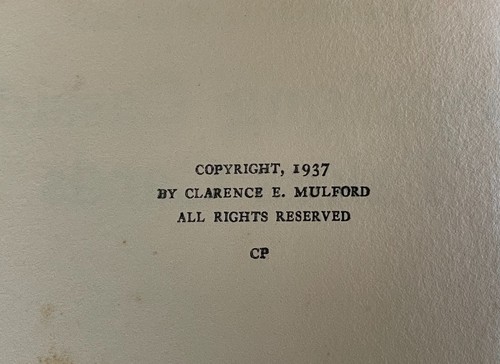 COPYRIGHT, 1937
BY CLARENCE E. MULFORD
ALL RIGHTS RESERVED
CP